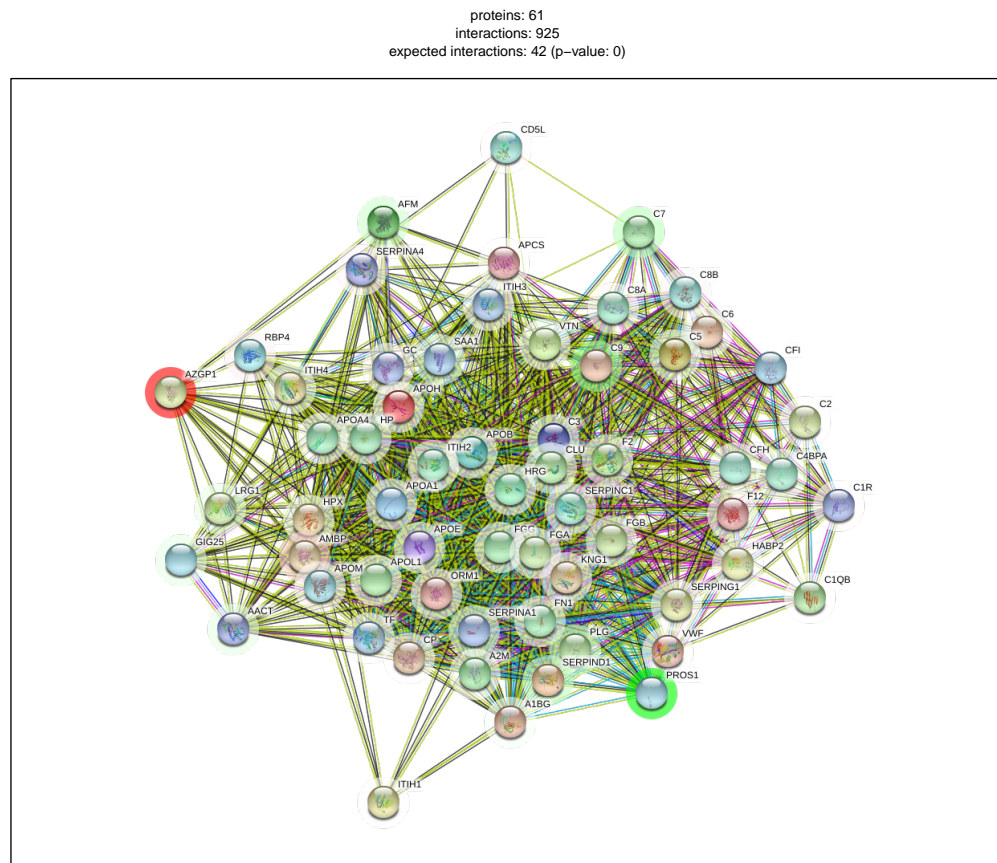 proteins: 61
interactions: 925
expected interactions: 42 (p−value: 0)
CD5L
AFM
C7
SERPINA4
APCS
C8B
ITIH3
C8A
C6
VTN
RBP4
GC
SAA1
C9
C5
CFI
AZGP1
ITIH4
APOH
C2
APOA4
HP
C3
APOB
CLU
F2
CFH
C4BPA
ITIH2
HRG
SERPINC1
LRG1
HPX
APOA1
F12
C1R
GIG25
AMBP
APOE
FGG
FGA
FGB
HABP2
APOM
APOL1
KNG1
ORM1
SERPING1
C1QB
AACT
TF
SERPINA1
FN1
CP
PLG
VWF
A2M
SERPIND1
PROS1
A1BG
ITIH1